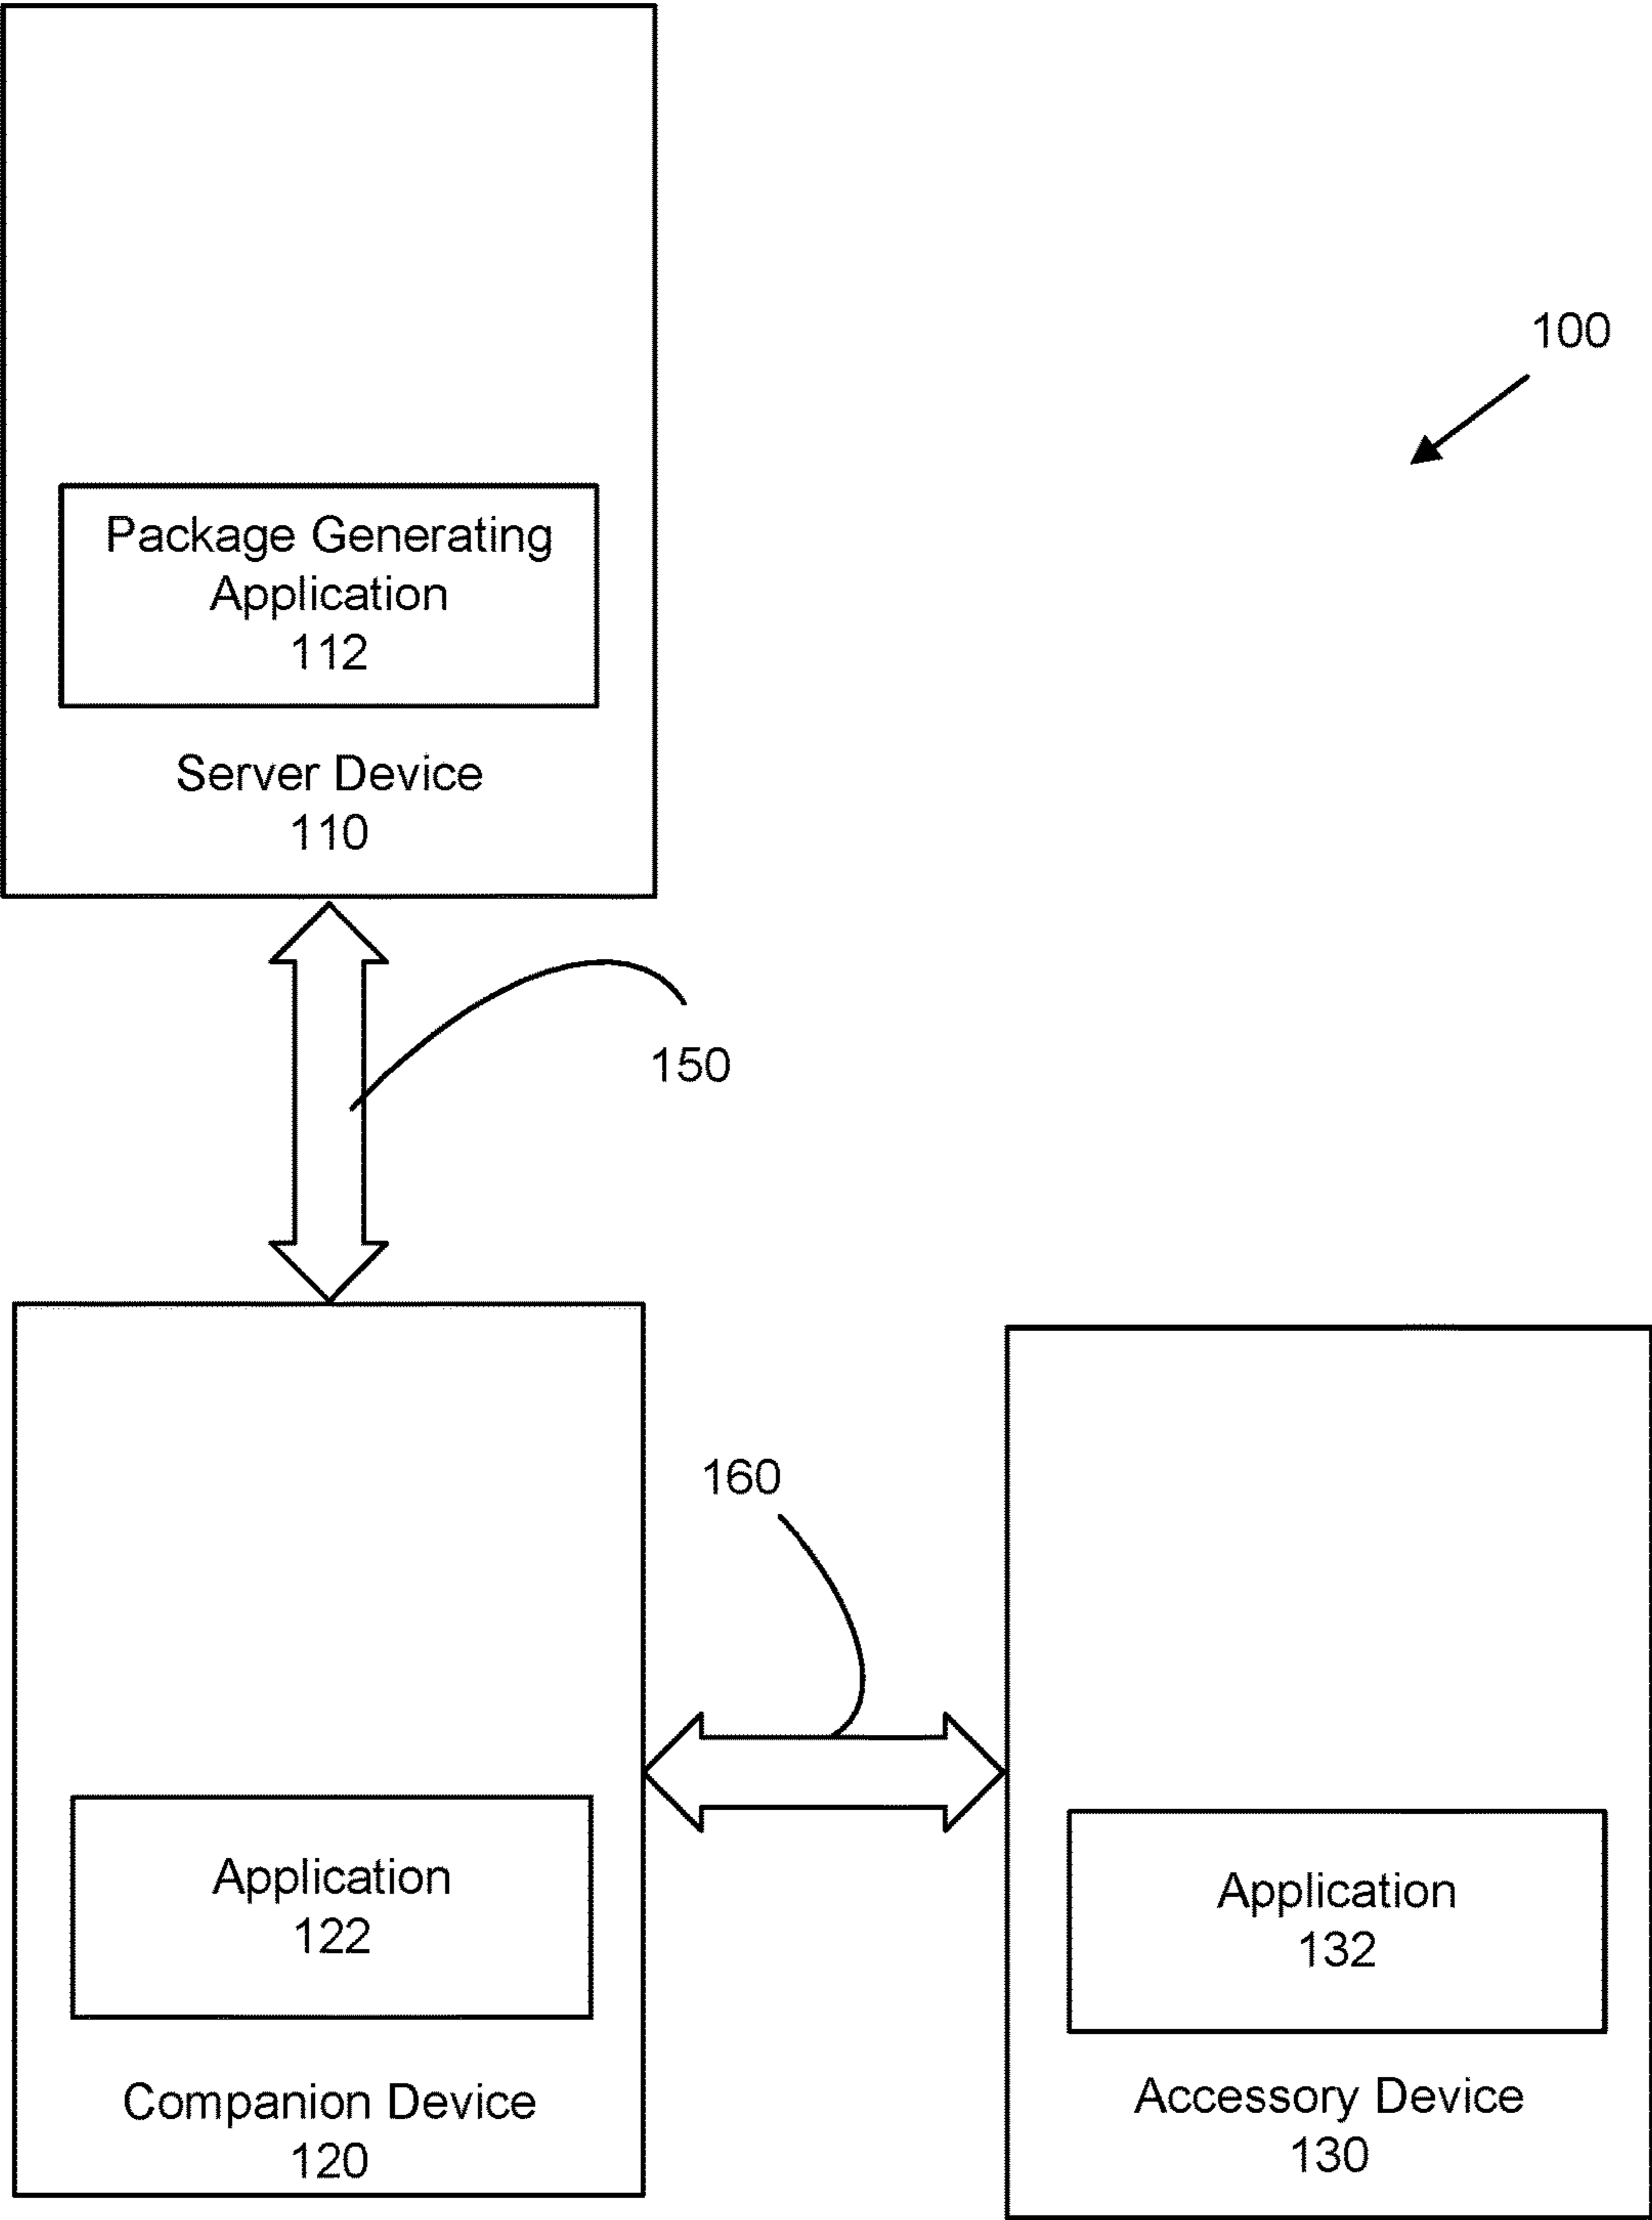 100
Package Generating
Application
112
Server Device
110
150
160
Application
122
Companion Device
120
Application
132
Accessory Device
130